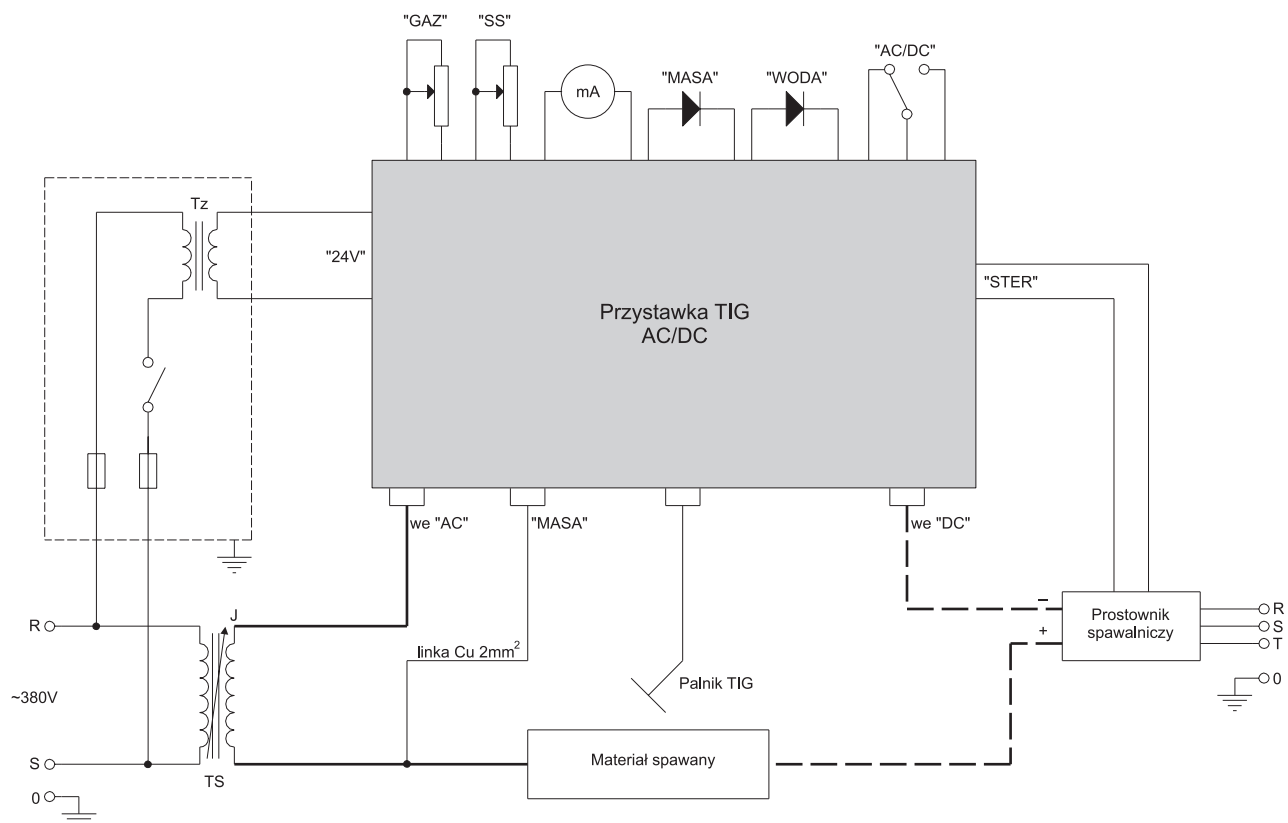 "GAZ"
"SS"
"AC/DC"
mA
"MASA"
"WODA"
Tz
"24V"
"STER"
Przystawka TIG
AC/DC
we "AC"
"MASA"
we "DC"
R
J
linka Cu 2mm²
~380V
Palnik TIG
S
TS
0
Materiał spawany
–
+
Prostownik
spawalniczy
R
S
T
0